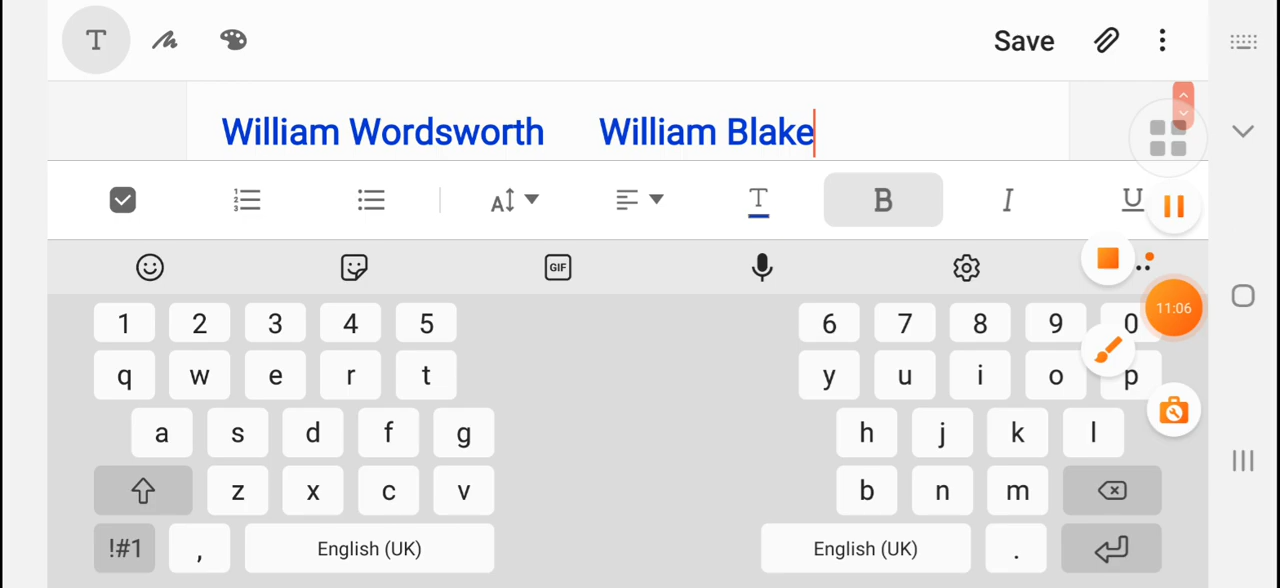 T Save
William Wordsworth William Blake
A T B I U
GIF
1 2 3 4 5 6 7 8 9 0
11:06
q w e r t y u i o p
a s d f g h j k l
z x c v b n m
!#1 , English (UK) English (UK) .